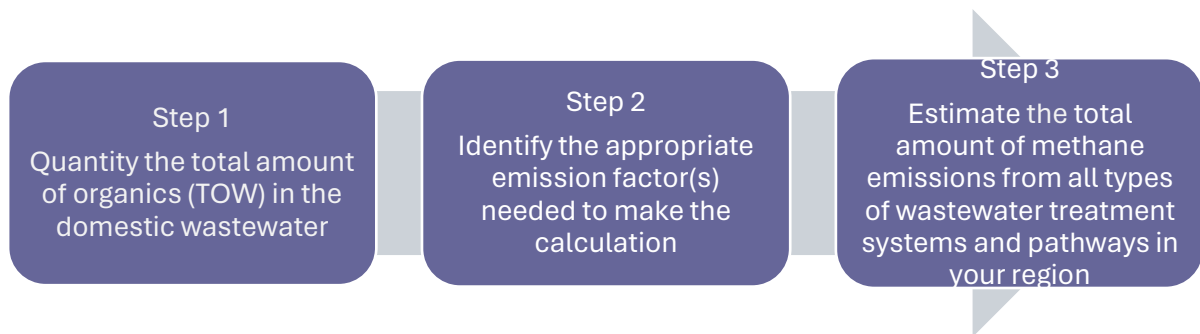 Step 1
Quantity the total amount
of organics (TOW) in the
domestic wastewater
Step 2
Identify the appropriate
emission factor(s)
needed to make the
calculation
Step 3
Estimate the total
amount of methane
emissions from all types
of wastewater treatment
systems and pathways in
your region